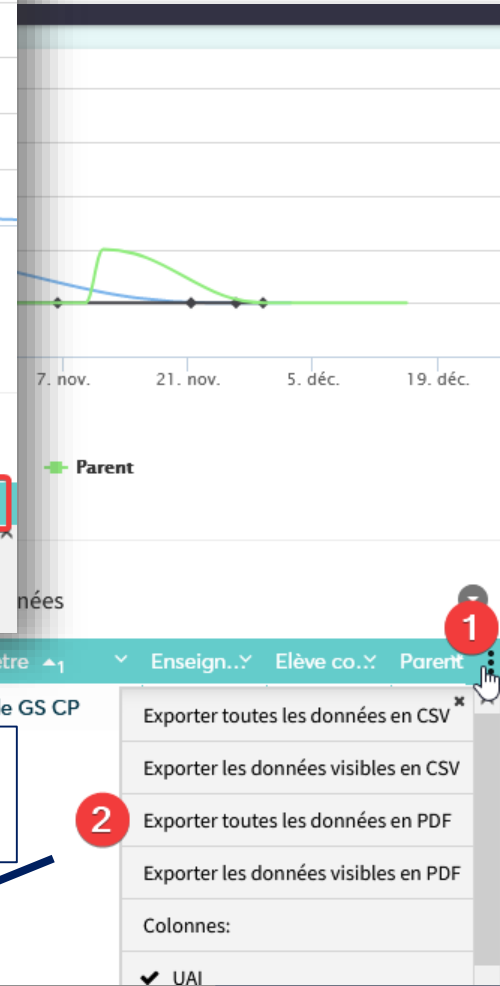 7. nov. 21. nov. 5. déc. 19. déc.
Parent
nées
1
tre 1 Enseign... Elève co... Parent
e GS CP
Exporter toutes les données en CSV
Exporter les données visibles en CSV
2 Exporter toutes les données en PDF
Exporter les données visibles en PDF
Colonnes:
UAI